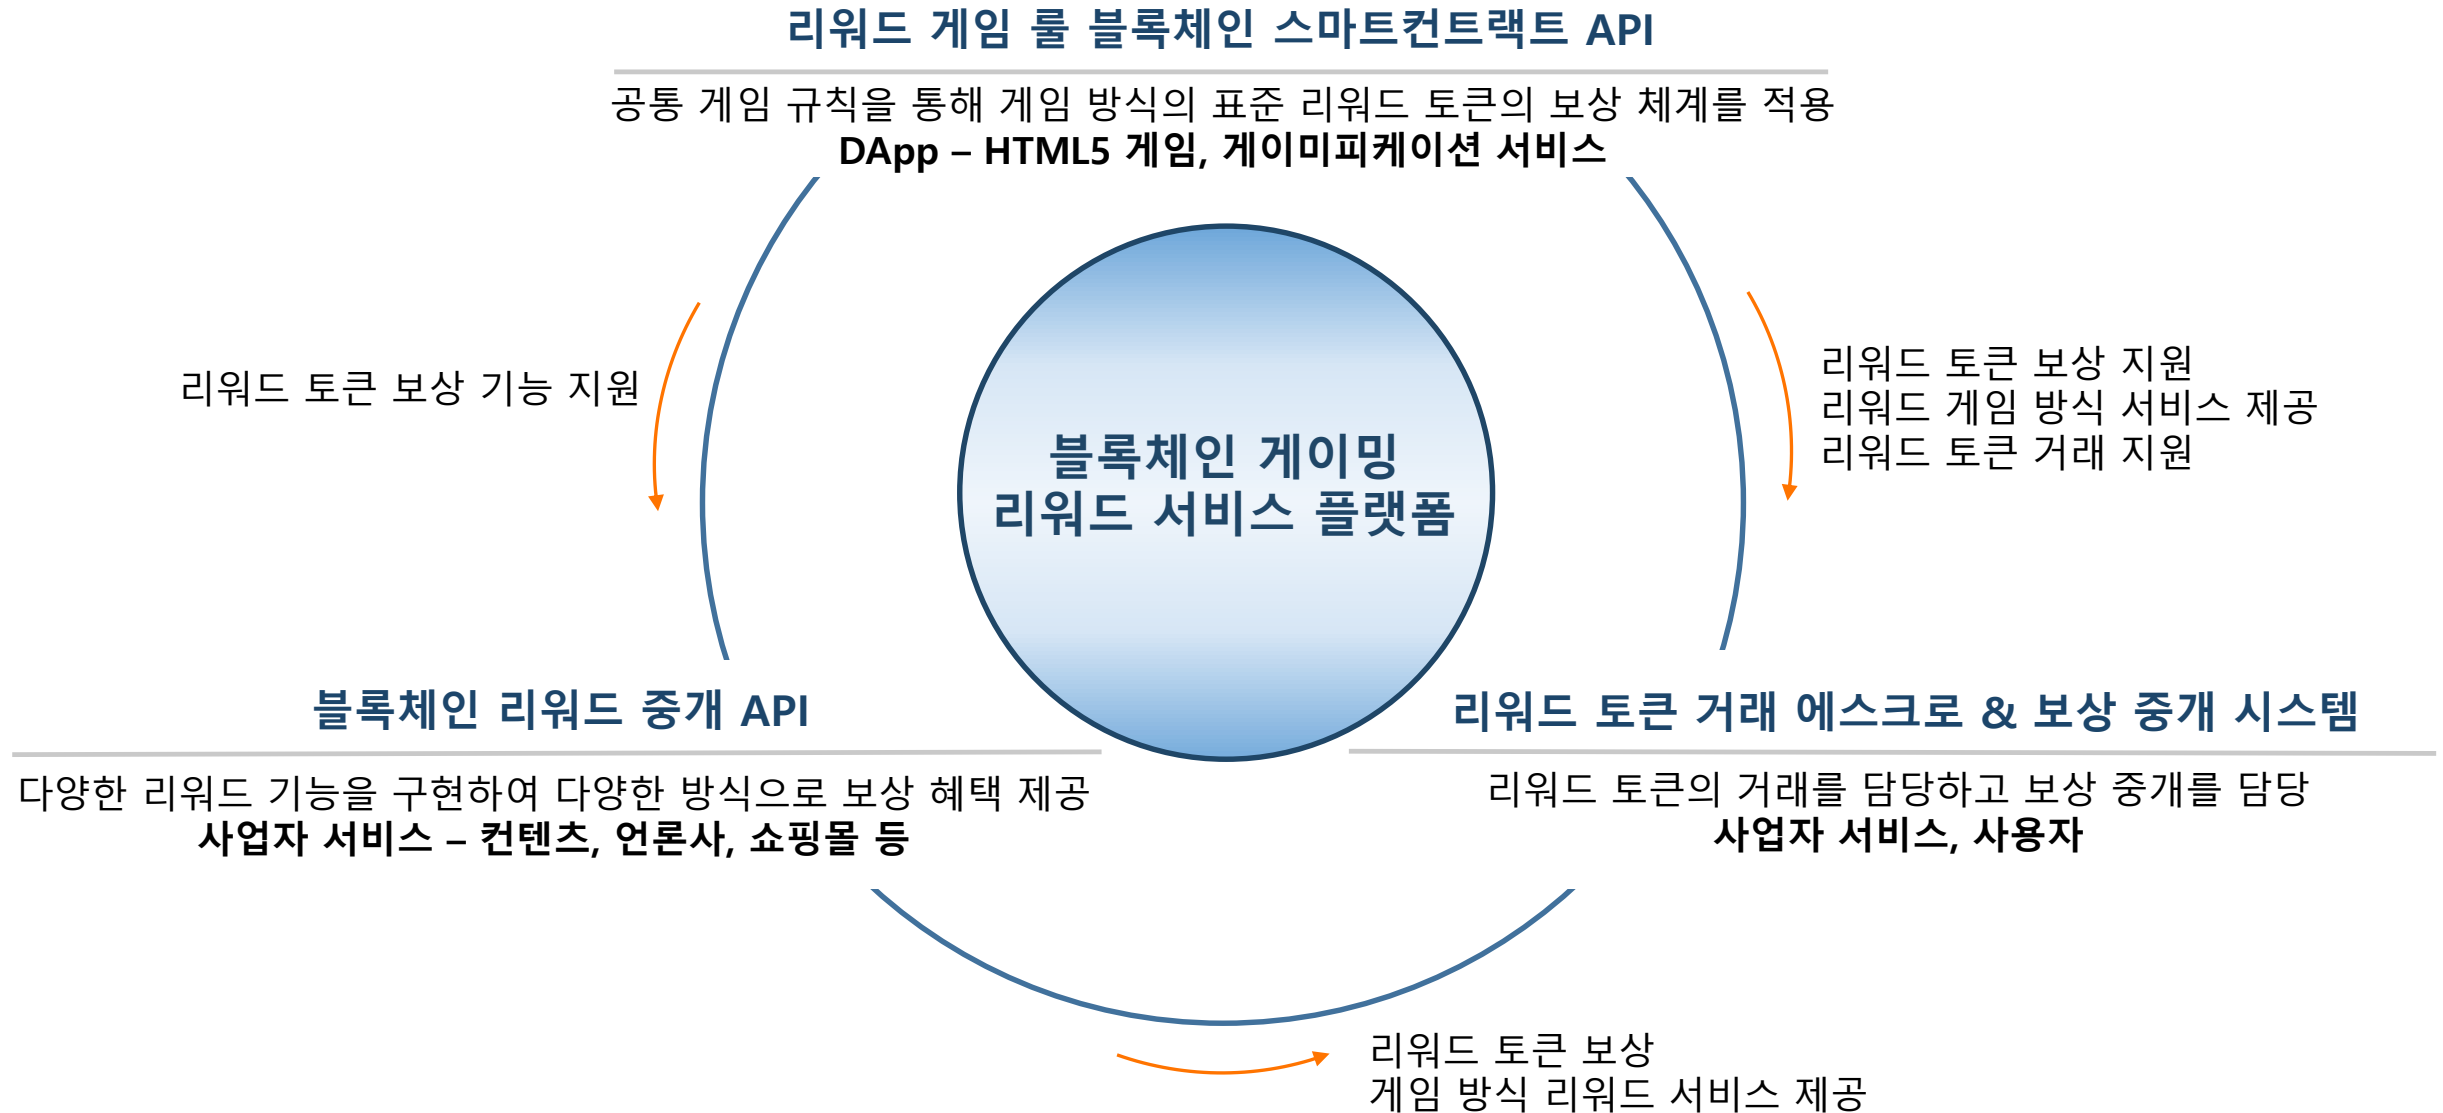 리워드 게임 룰 블록체인 스마트컨트랙트 API
공통 게임 규칙을 통해 게임 방식의 표준 리워드 토큰의 보상 체계를 적용
DApp – HTML5 게임, 게이미피케이션 서비스
리워드 토큰 보상 기능 지원
리워드 토큰 보상 지원
리워드 게임 방식 서비스 제공
리워드 토큰 거래 지원
블록체인 게이밍
리워드 서비스 플랫폼
블록체인 리워드 중개 API
다양한 리워드 기능을 구현하여 다양한 방식으로 보상 혜택 제공
사업자 서비스 – 컨텐츠, 언론사, 쇼핑몰 등
리워드 토큰 거래 에스크로 & 보상 중개 시스템
리워드 토큰의 거래를 담당하고 보상 중개를 담당
사업자 서비스, 사용자
리워드 토큰 보상
게임 방식 리워드 서비스 제공